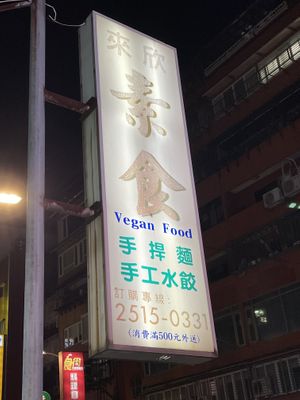 來欣
素食
Vegan Food
手捍麵
手工水餃
訂購專線:
2515-0331
(消費滿500元外送)